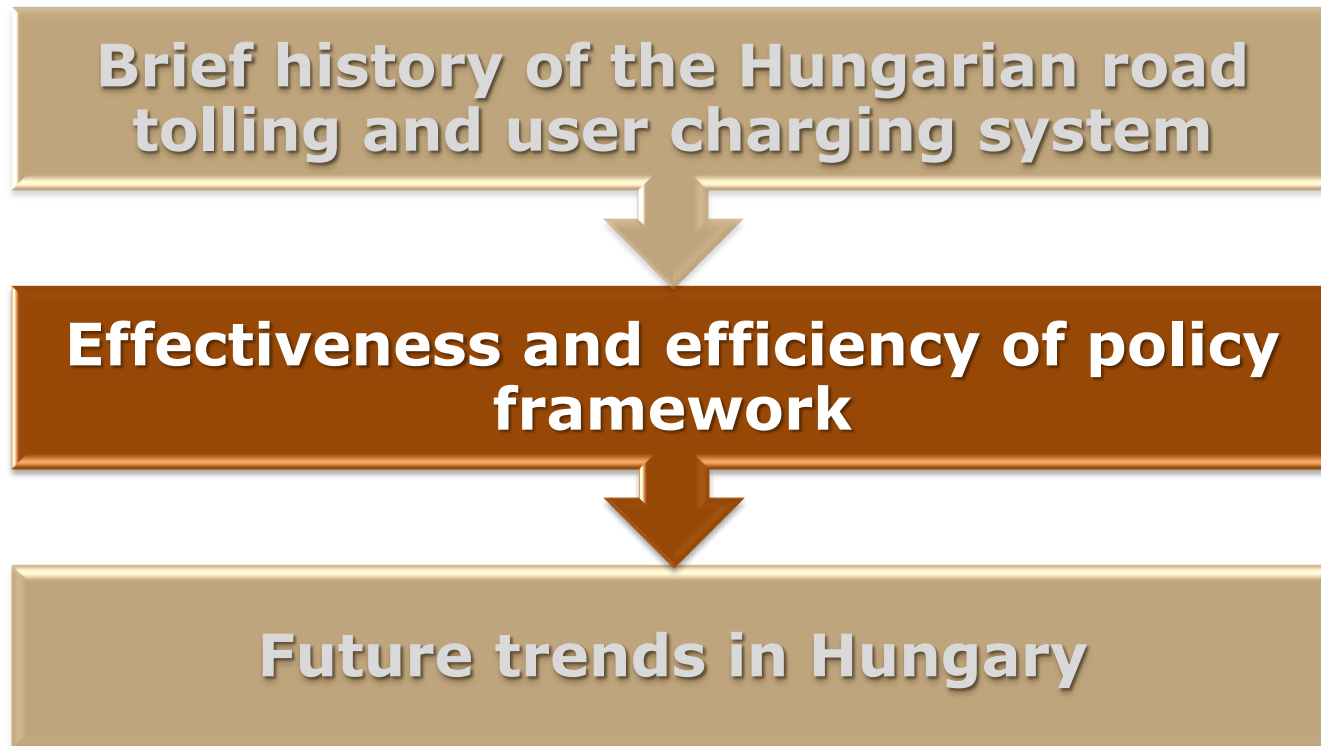 Brief history of the Hungarian road
tolling and user charging system
Effectiveness and efficiency of policy
framework
Future trends in Hungary